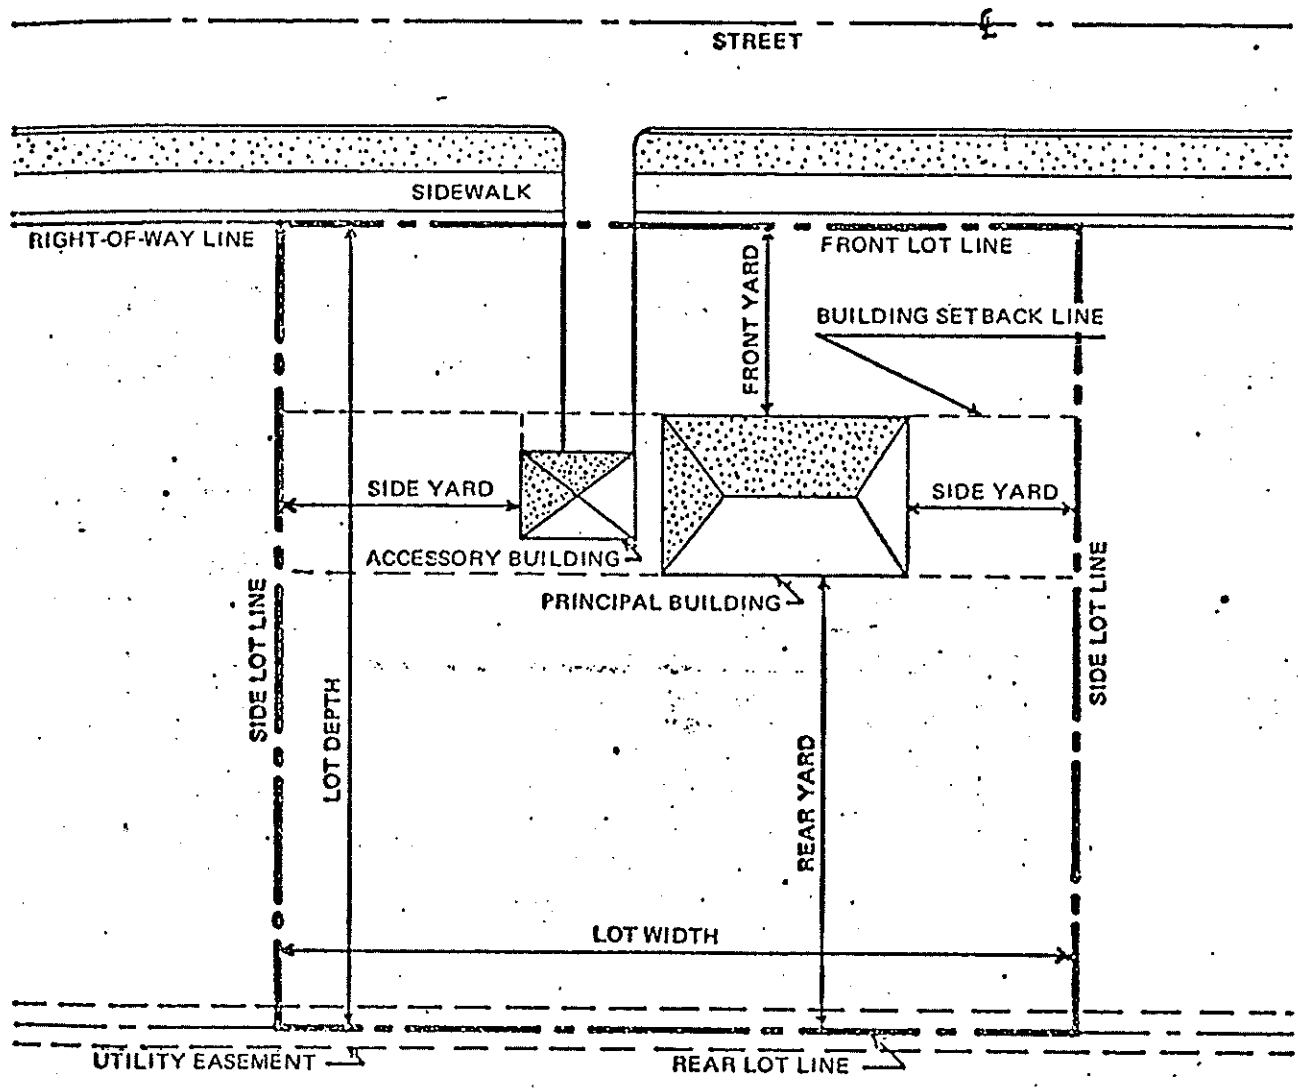 ℄
STREET
SIDEWALK
RIGHT-OF-WAY LINE
FRONT LOT LINE
FRONT YARD
BUILDING SETBACK LINE
SIDE YARD
SIDE YARD
ACCESSORY BUILDING
PRINCIPAL BUILDING
SIDE LOT LINE
SIDE LOT LINE
LOT DEPTH
REAR YARD
LOT WIDTH
UTILITY EASEMENT
REAR LOT LINE